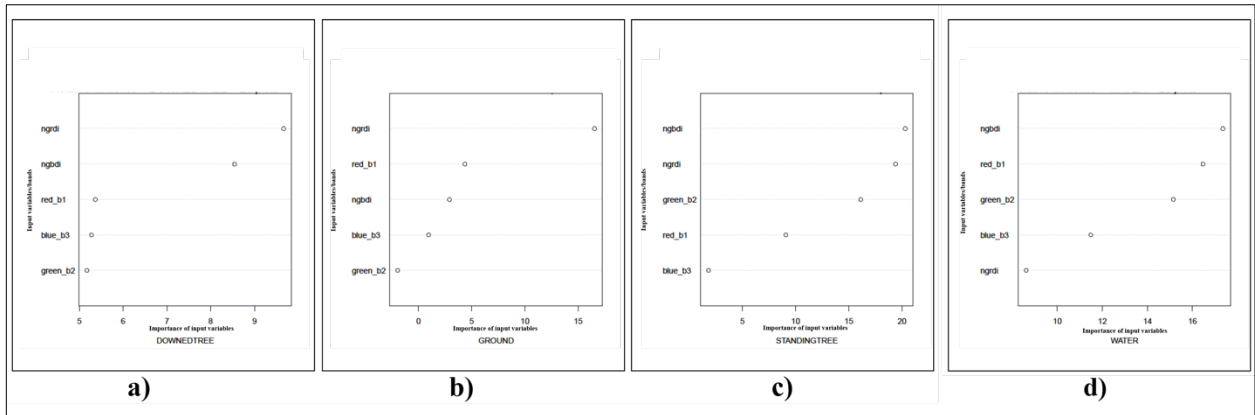 Input variables/bands
ngrdi
ngbdi
red_b1
blue_b3
green_b2
5 6 7 8 9
Importance of input variables
DOWNEDTREE
a)
Input variables/bands
ngrdi
red_b1
ngbdi
blue_b3
green_b2
0 5 10 15
Importance of input variables
GROUND
b)
Input variables/bands
ngbdi
ngrdi
green_b2
red_b1
blue_b3
5 10 15 20
Importance of input variables
STANDINGTREE
c)
Input variables/bands
ngbdi
red_b1
green_b2
blue_b3
ngrdi
10 12 14 16
Importance of input variables
WATER
d)